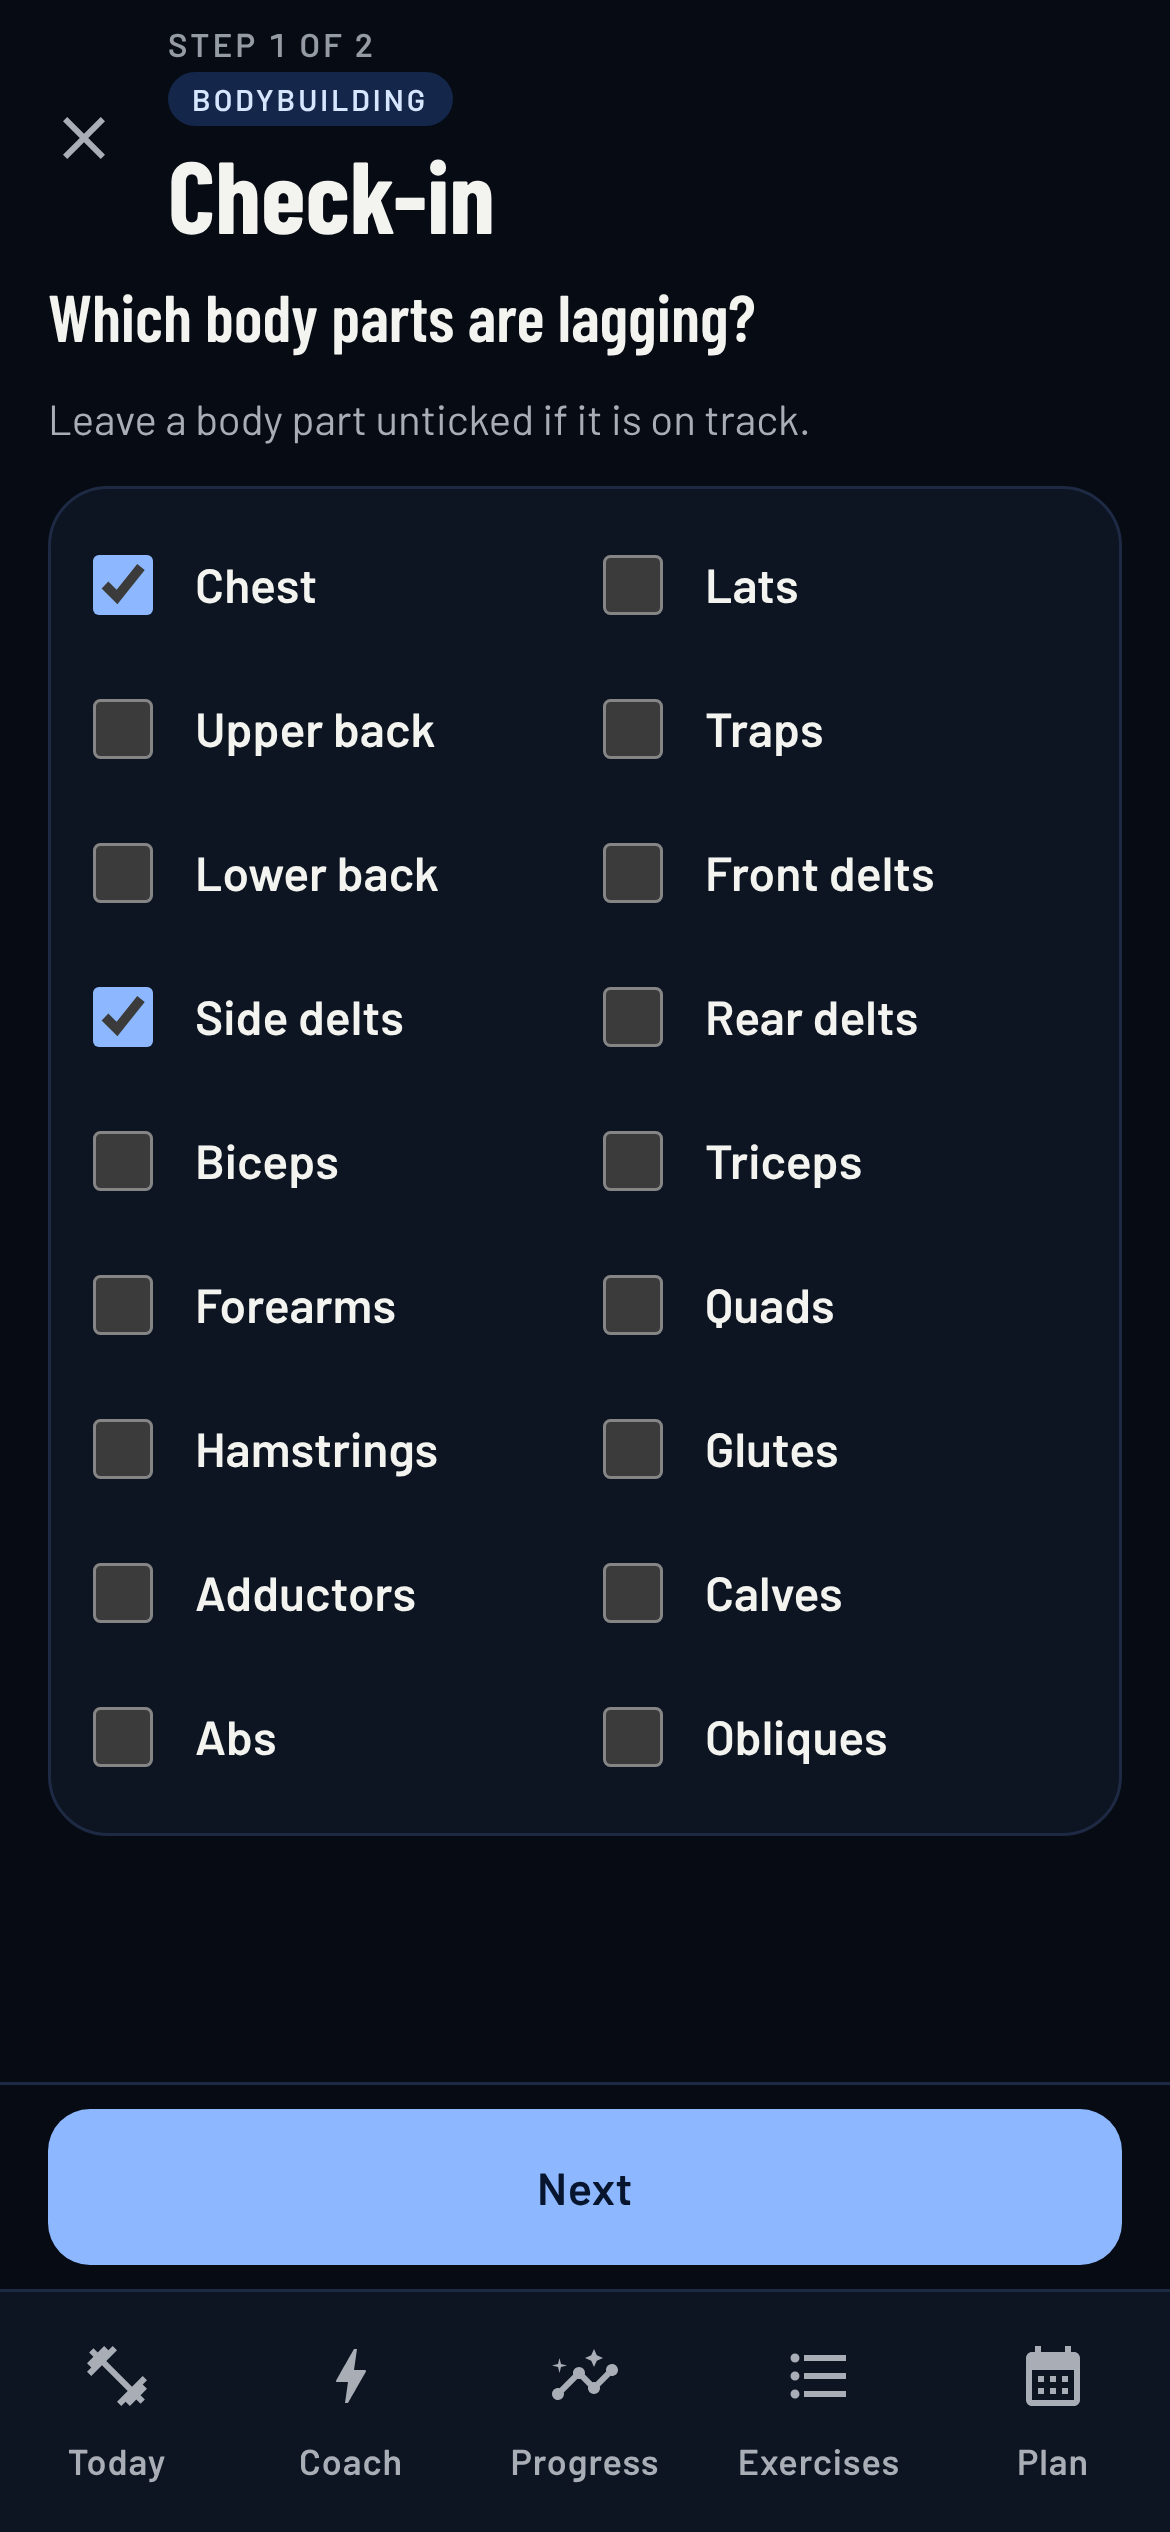 STEP 1 OF 2
BODYBUILDING
Check-in
Which body parts are lagging?
Leave a body part unticked if it is on track.
Chest
Lats
Upper back
Traps
Lower back
Front delts
Side delts
Rear delts
Biceps
Triceps
Forearms
Quads
Hamstrings
Glutes
Adductors
Calves
Abs
Obliques
Next
Today
Coach
Progress
Exercises
Plan